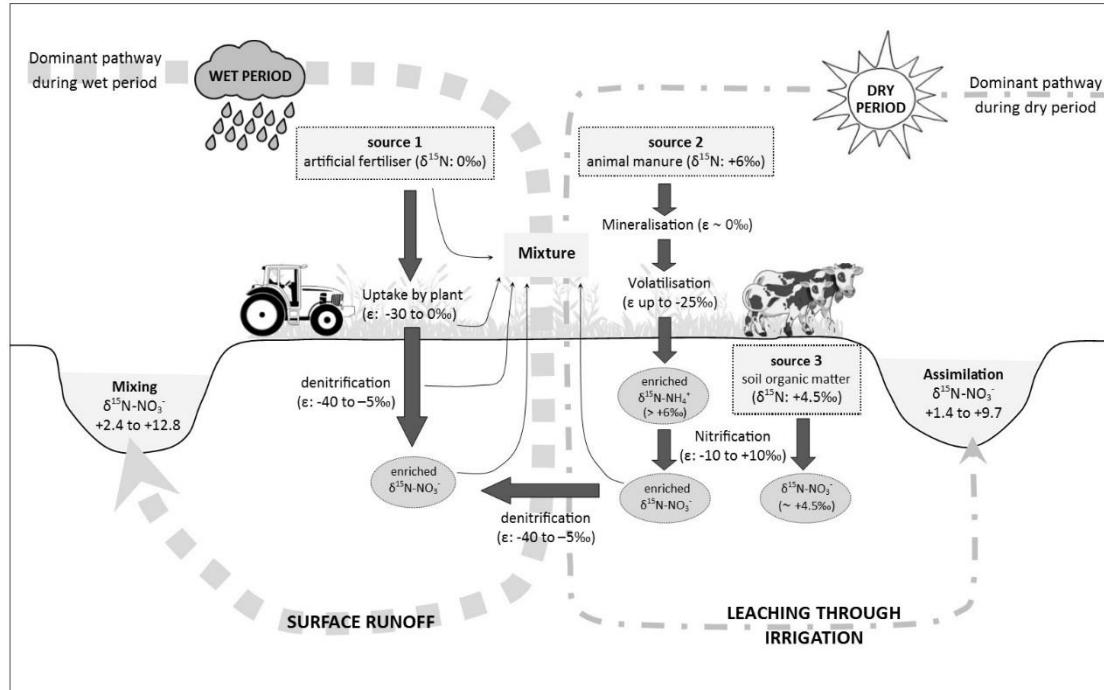 Dominant pathway
during wet period
WET PERIOD
DRY
PERIOD
Dominant pathway
during dry period
source 1
artificial fertiliser (δ¹⁵N: 0‰)
source 2
animal manure (δ¹⁵N: +6‰)
Mineralisation (ε ~ 0‰)
Mixture
Volatilisation
(ε up to -25‰)
Uptake by plant
(ε: -30 to 0‰)
Mixing
δ¹⁵N-NO₃⁻
+2.4 to +12.8
denitrification
(ε: -40 to –5‰)
enriched
δ¹⁵N-NH₄⁺
(> +6‰)
source 3
soil organic matter
(δ¹⁵N: +4.5‰)
Assimilation
δ¹⁵N-NO₃⁻
+1.4 to +9.7
Nitrification
(ε: -10 to +10‰)
enriched
δ¹⁵N-NO₃⁻
enriched
δ¹⁵N-NO₃⁻
δ¹⁵N-NO₃⁻
(~ +4.5‰)
denitrification
(ε: -40 to –5‰)
SURFACE RUNOFF
LEACHING THROUGH
IRRIGATION